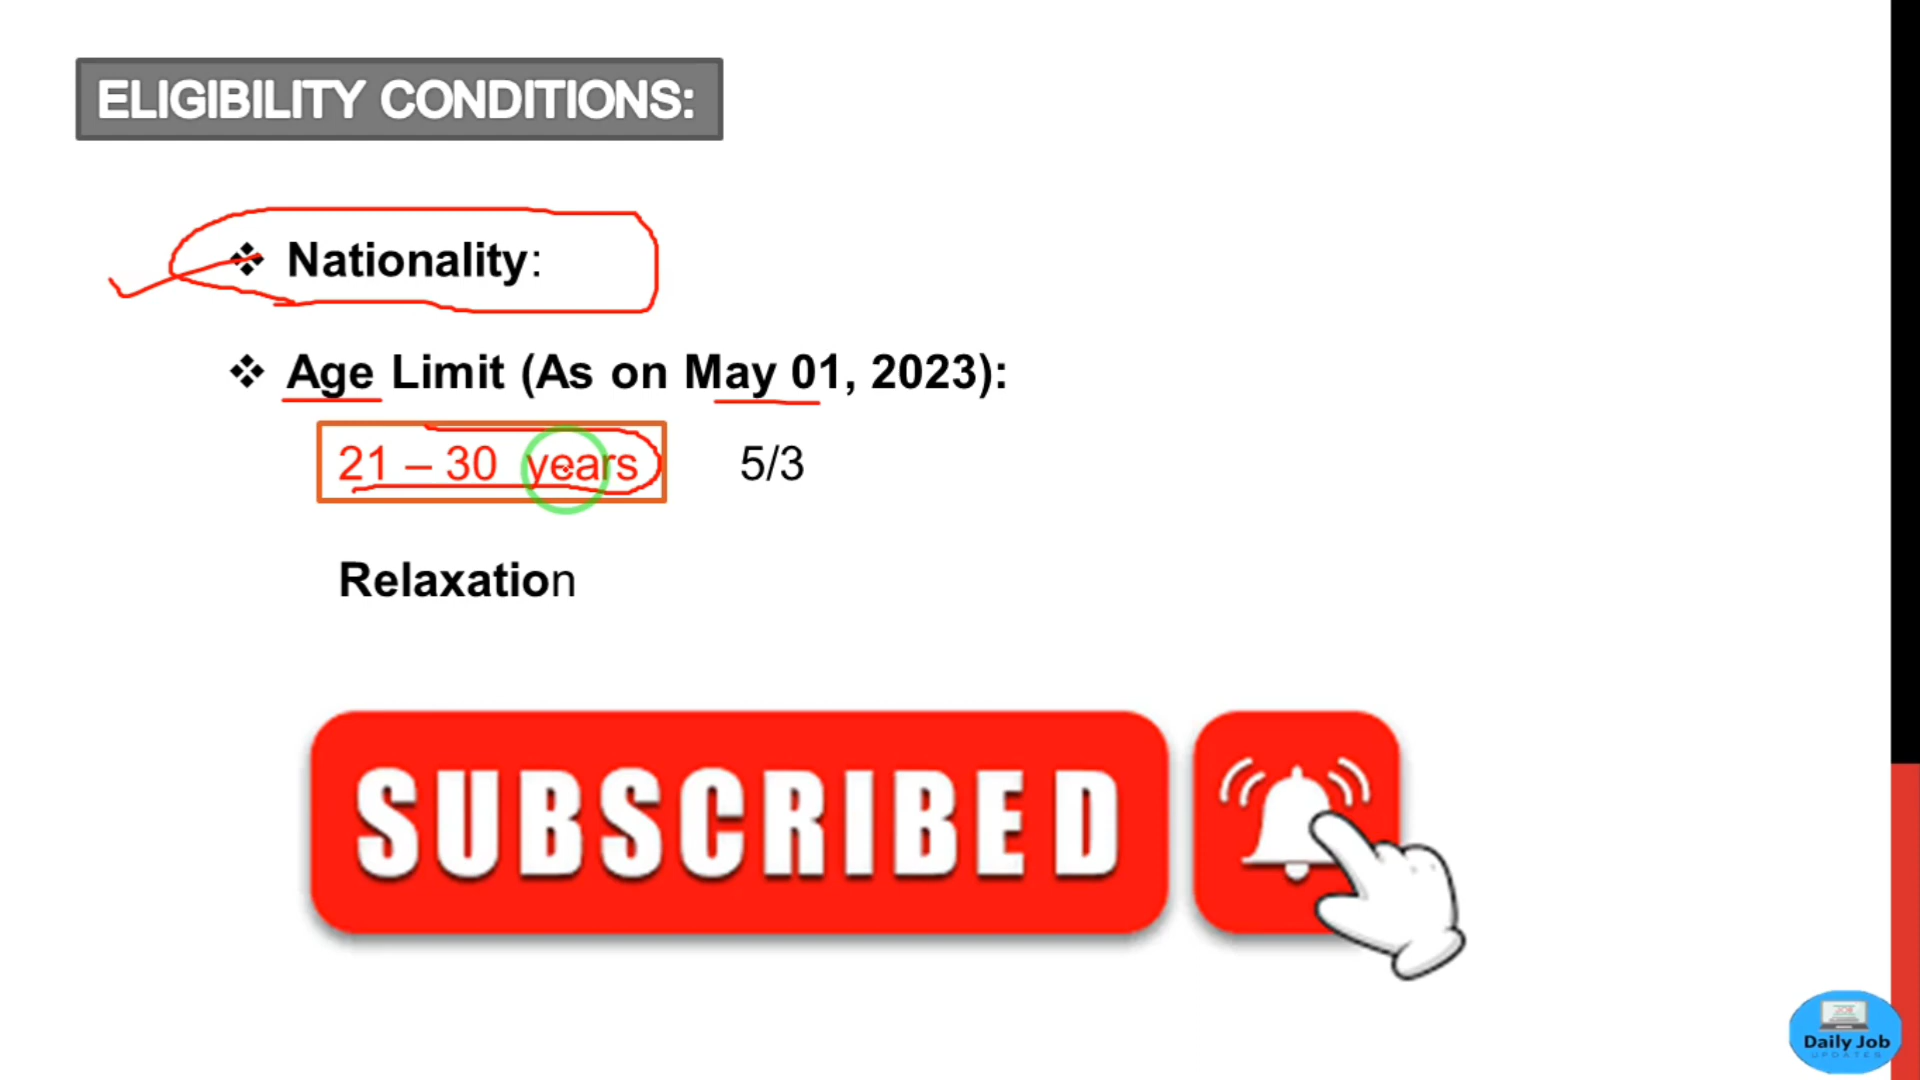 ELIGIBILITY CONDITIONS:
❖ Nationality:
❖ Age Limit (As on May 01, 2023):
21 – 30 years 5/3
Relaxation
SUBSCRIBED
Daily Job
UPDATES